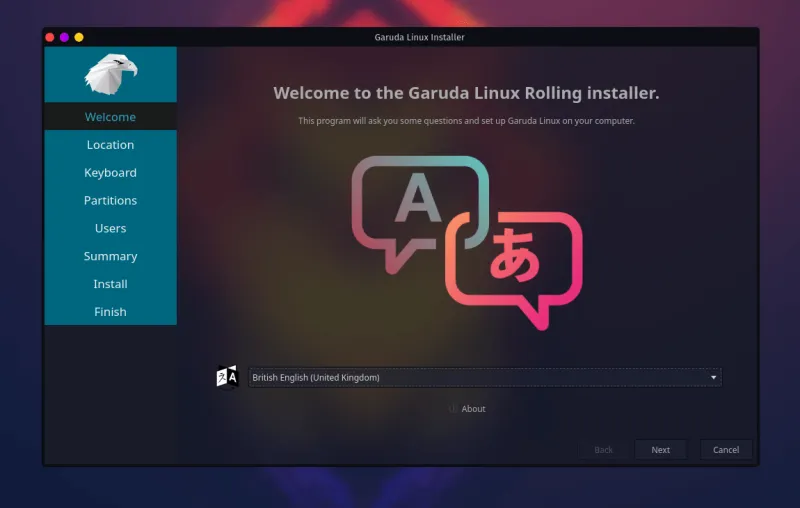 Garuda Linux Installer
Welcome
Location
Keyboard
Partitions
Users
Summary
Install
Finish
Welcome to the Garuda Linux Rolling installer.
This program will ask you some questions and set up Garuda Linux on your computer.
A
あ
文A
British English (United Kingdom)
About
Back
Next
Cancel